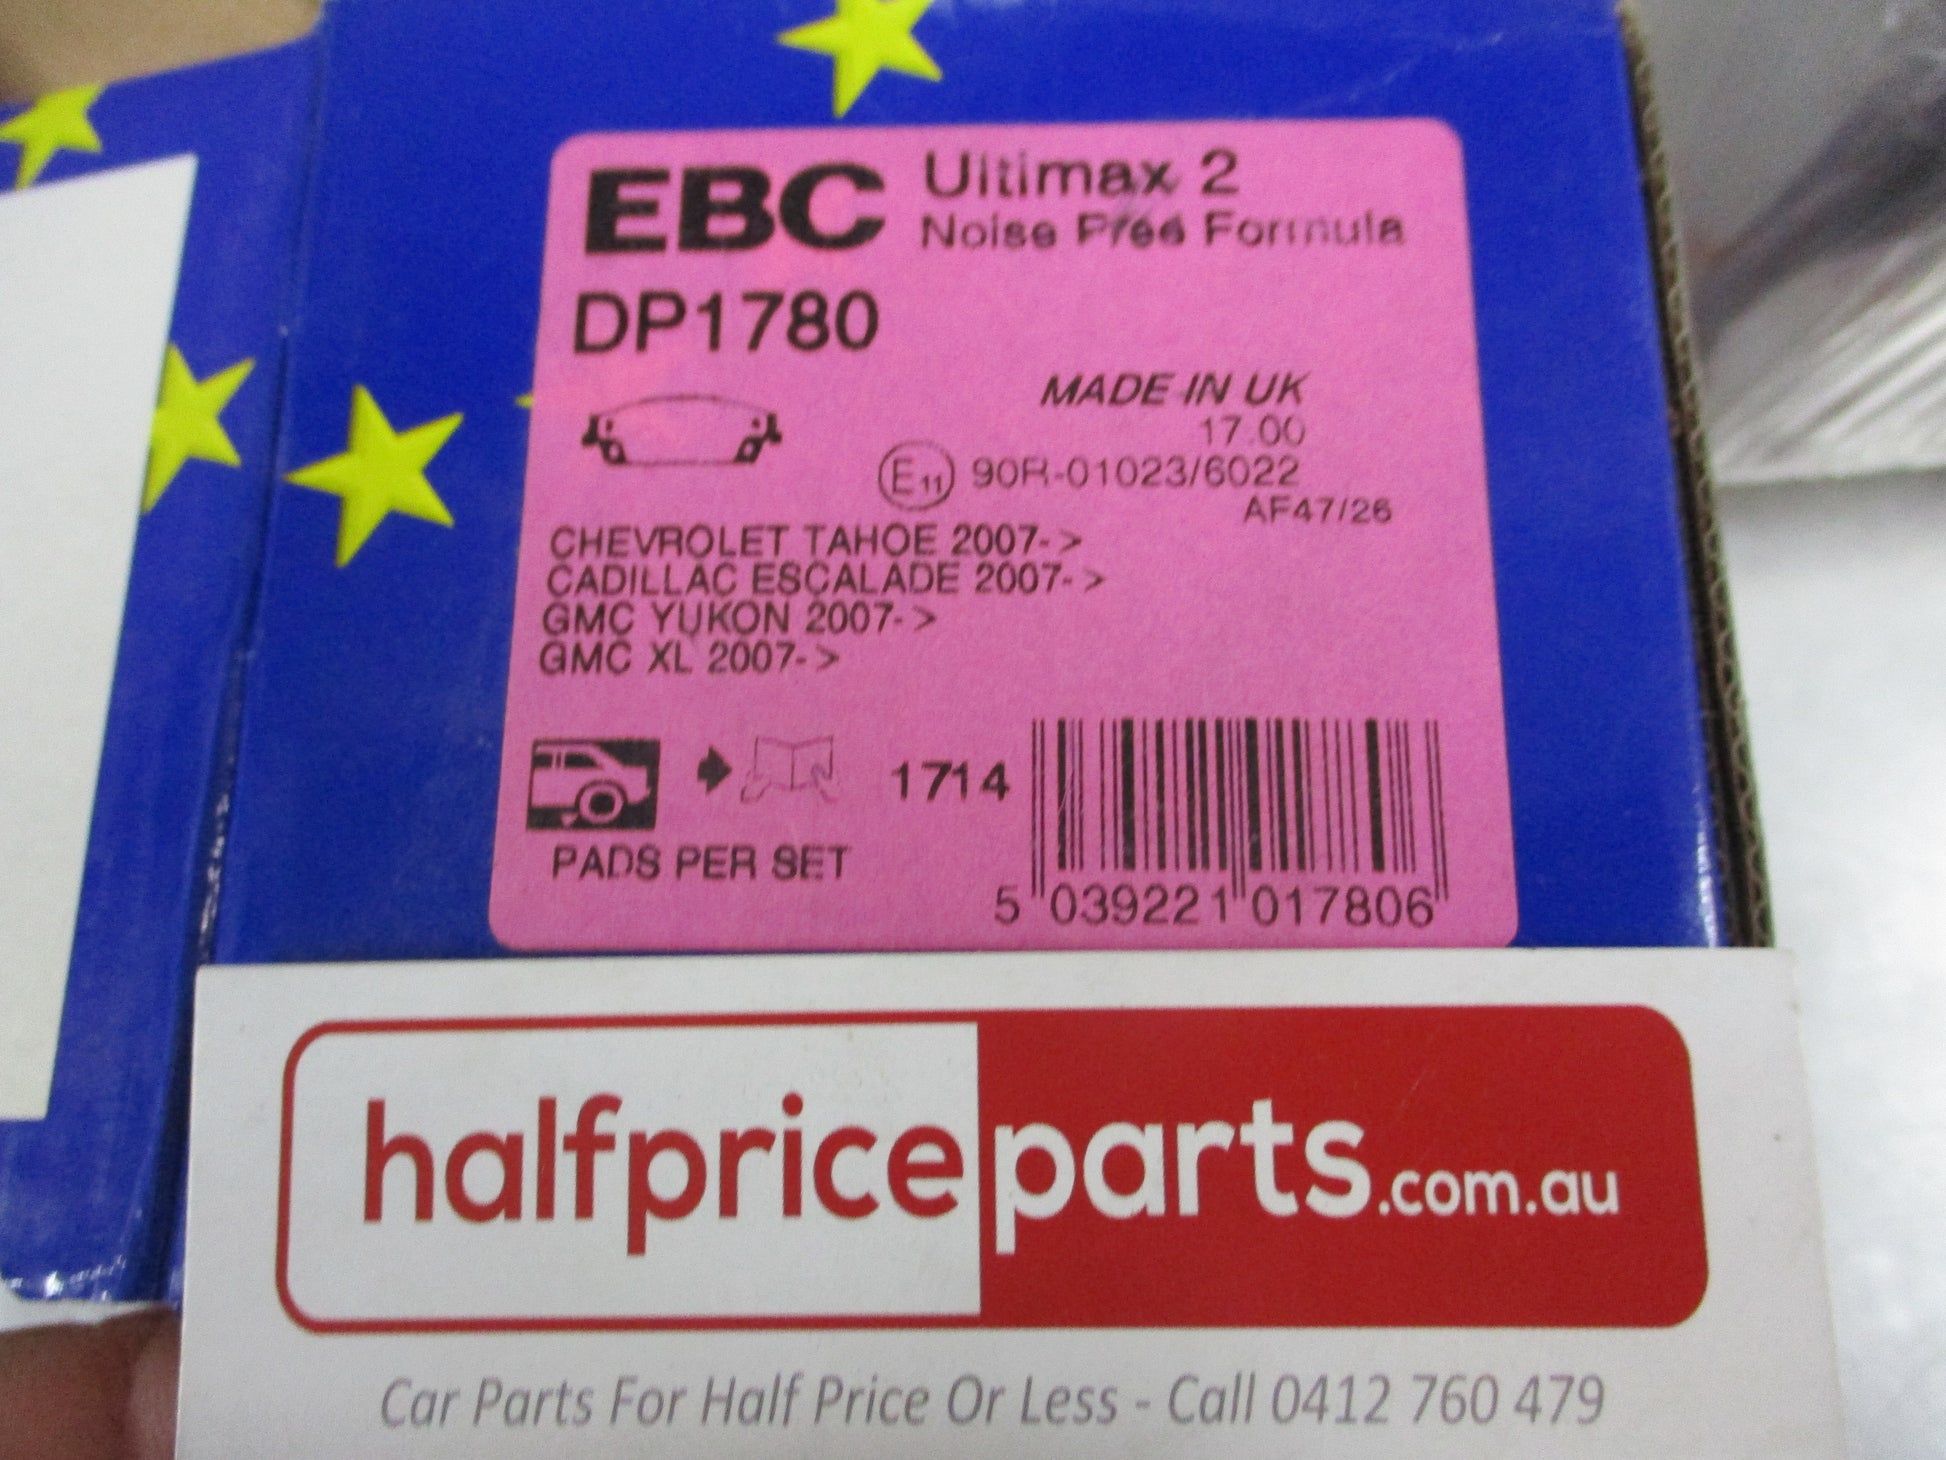 EBC Ultimax 2
Noise Free Formula
DP1780
MADE IN UK
17.00
E11 90R-01023/6022
AF47/26
CHEVROLET TAHOE 2007->
CADILLAC ESCALADE 2007->
GMC YUKON 2007->
GMC XL 2007->
1714
PADS PER SET
5 039221 017806
halfpriceparts.com.au
Car Parts For Half Price Or Less - Call 0412 760 479